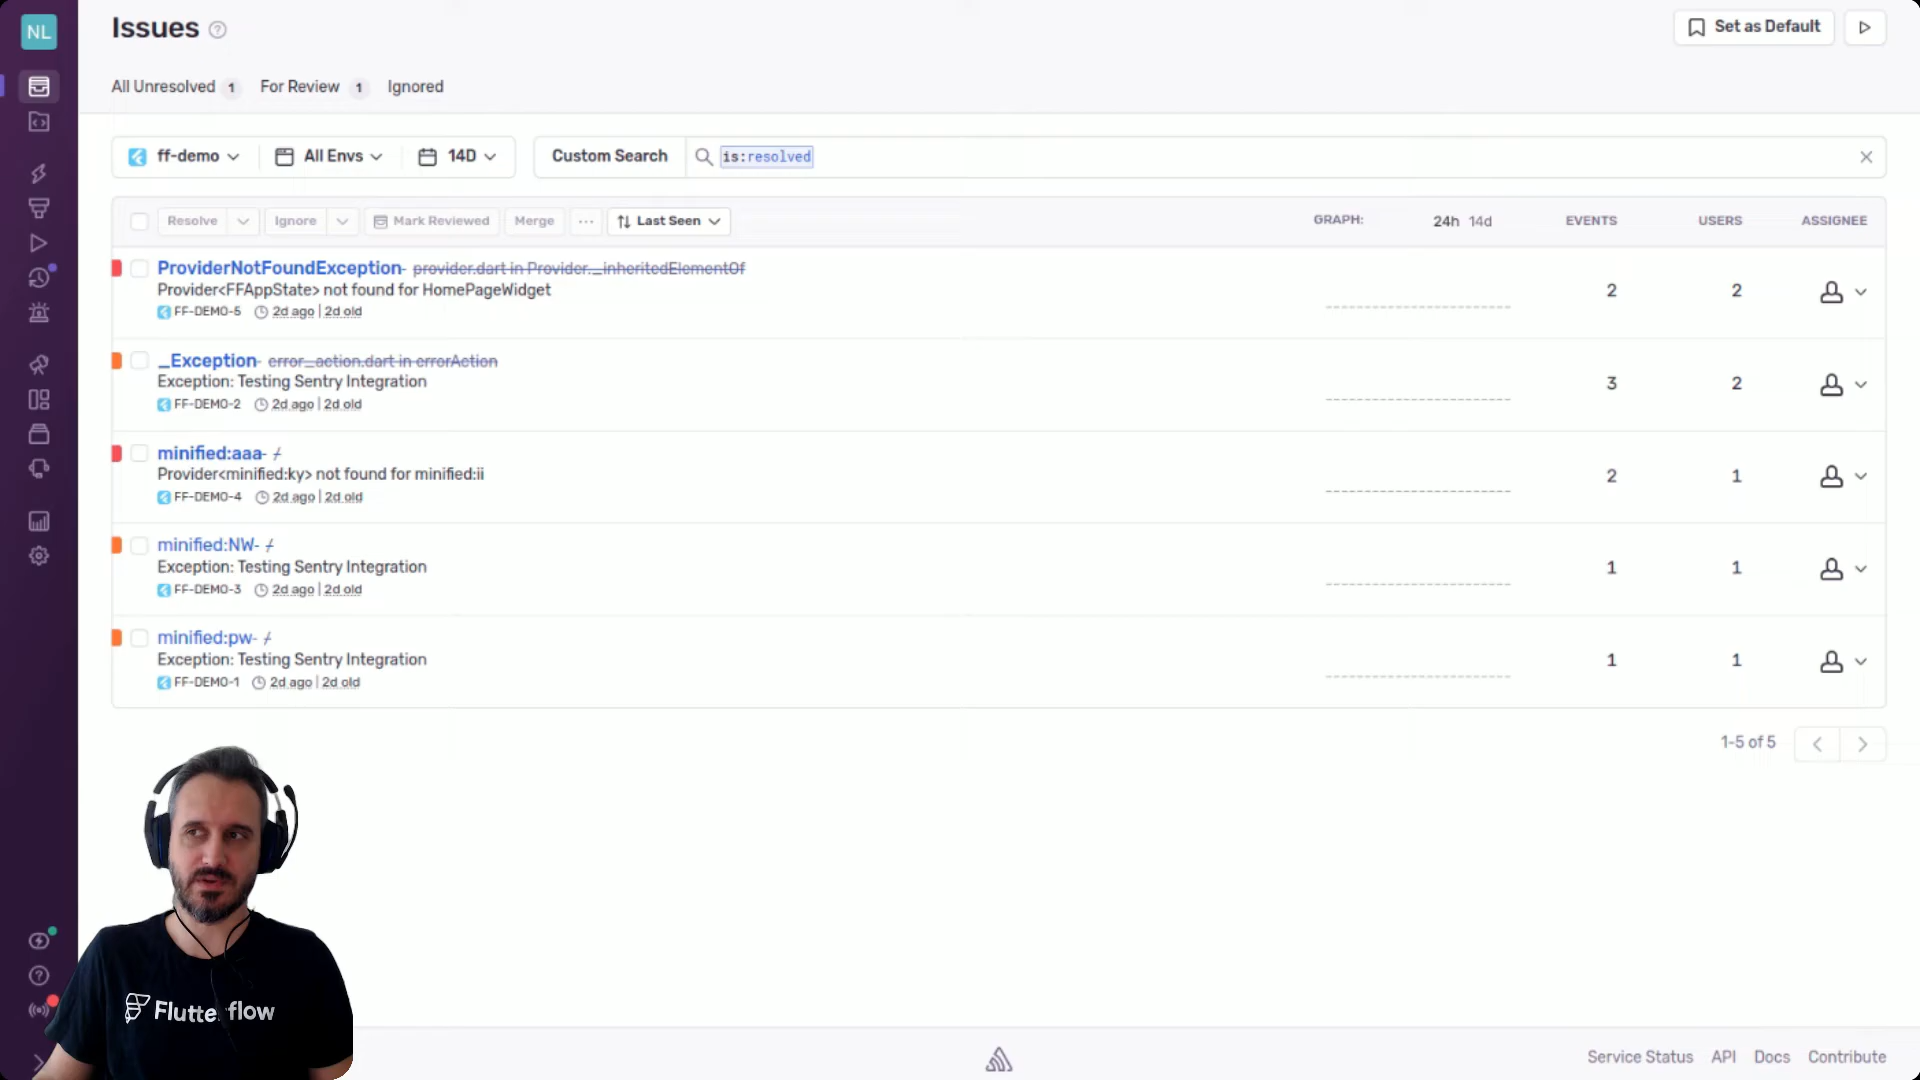 NL
Issues
Set as Default
All Unresolved 1 For Review 1 Ignored
ff-demo All Envs 14D Custom Search is:resolved
Resolve Ignore Mark Reviewed Merge ... Last Seen GRAPH: 24h 14d EVENTS USERS ASSIGNEE
ProviderNotFoundException provider.dart in Provider._inheritedElementOf
Provider<FFAppState> not found for HomePageWidget 2 2
FF-DEMO-5 2d ago | 2d old
_Exception error_action.dart in errorAction
Exception: Testing Sentry Integration 3 2
FF-DEMO-2 2d ago | 2d old
minified:aaa /
Provider<minified:ky> not found for minified:ii 2 1
FF-DEMO-4 2d ago | 2d old
minified:NW /
Exception: Testing Sentry Integration 1 1
FF-DEMO-3 2d ago | 2d old
minified:pw /
Exception: Testing Sentry Integration 1 1
FF-DEMO-1 2d ago | 2d old
1-5 of 5
Flutterflow
Service Status API Docs Contribute